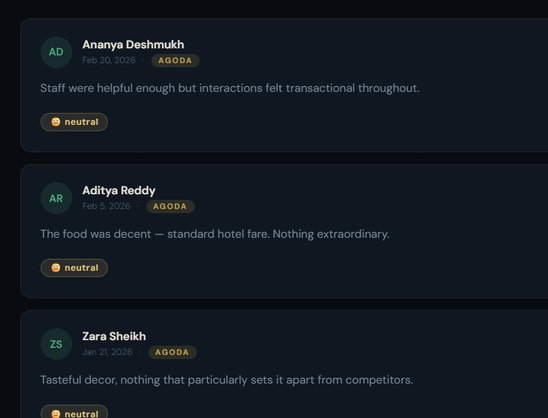 AD
Ananya Deshmukh
Feb 20, 2026 · AGODA
Staff were helpful enough but interactions felt transactional throughout.
neutral
AR
Aditya Reddy
Feb 5, 2026 · AGODA
The food was decent — standard hotel fare. Nothing extraordinary.
neutral
ZS
Zara Sheikh
Jan 21, 2026 · AGODA
Tasteful decor, nothing that particularly sets it apart from competitors.
neutral